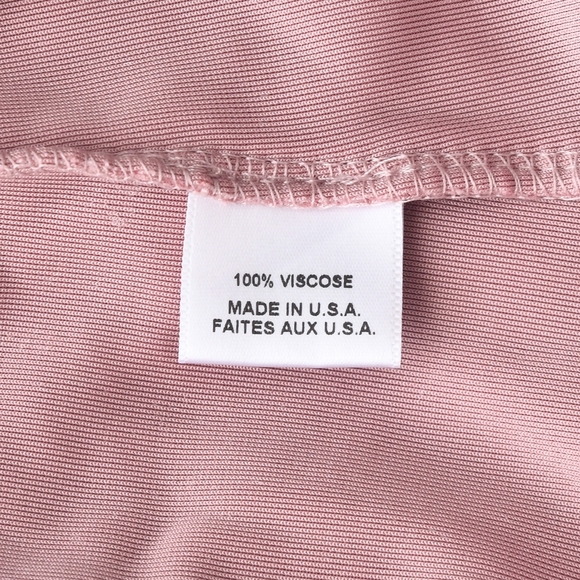 100% VISCOSE
MADE IN U.S.A.
FAITES AUX U.S.A.